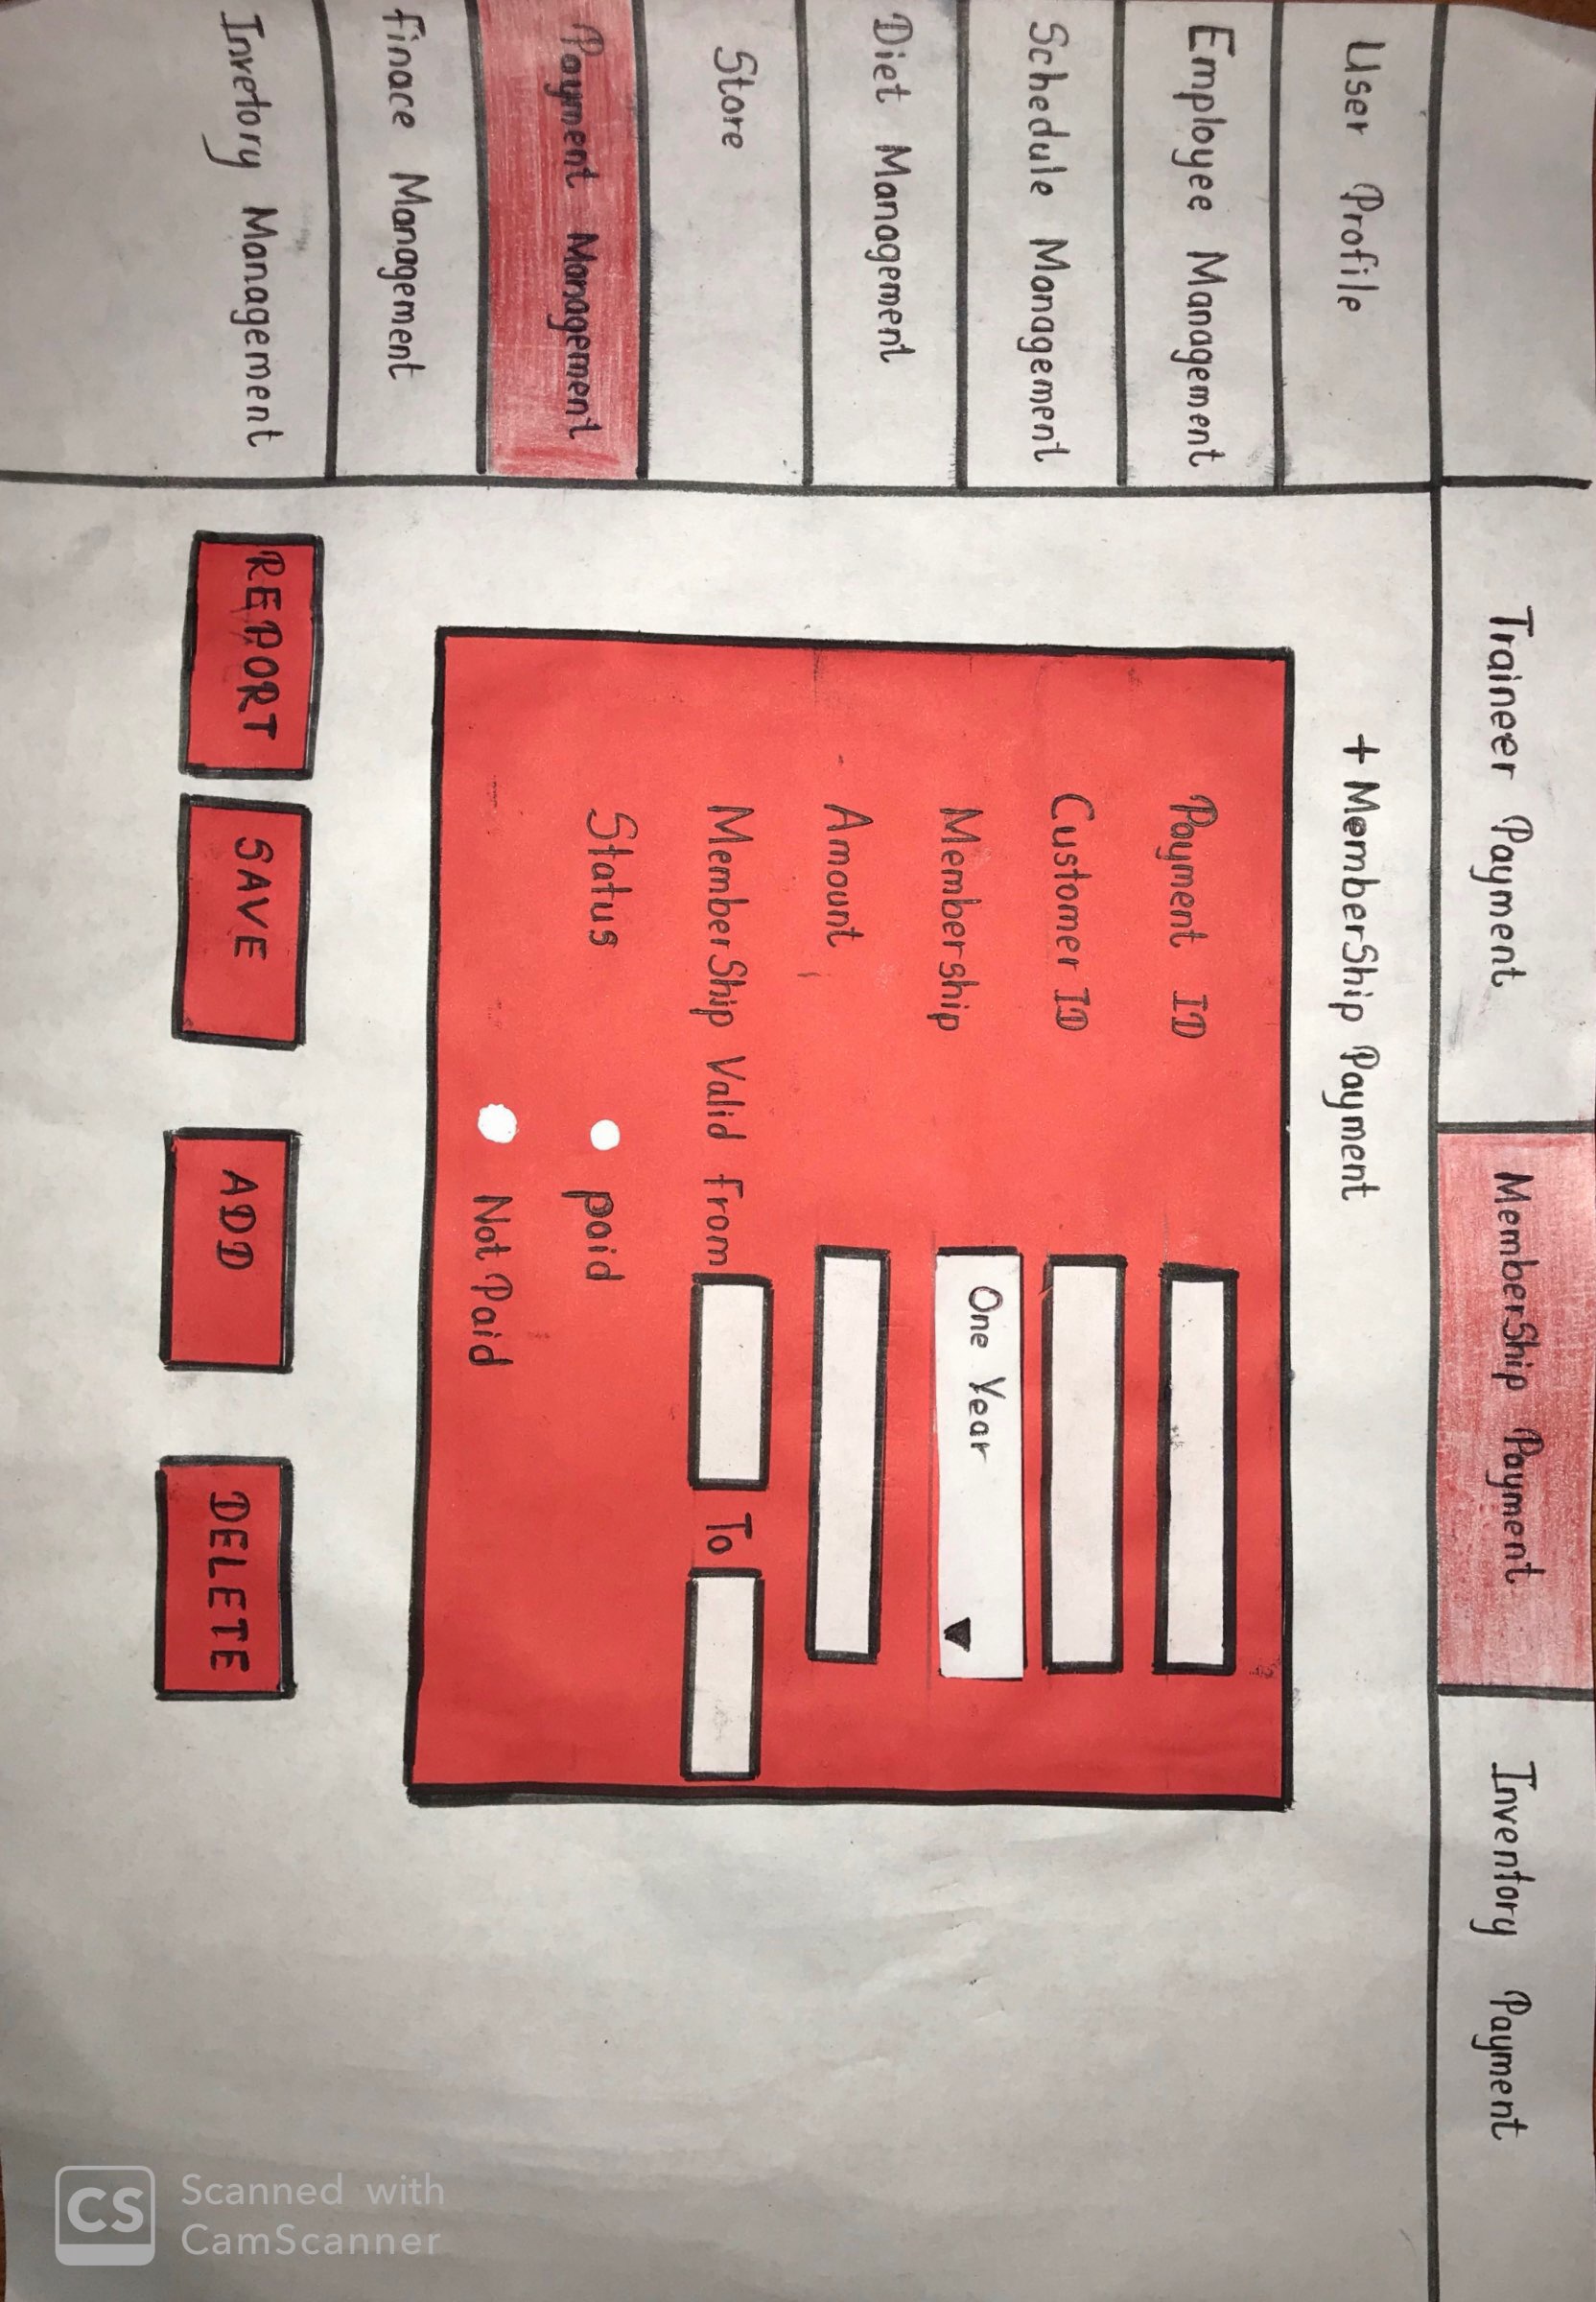 Traineer Payment
MemberShip Payment
Inventory Payment
User Profile
Employee Management
Schedule Management
Diet Management
Store
Payment Management
Finace Management
Invetory Management
+ MemberShip Payment
Payment ID
Customer ID
Membership
One Year
Amount
MemberShip Valid From
To
Status
paid
Not Paid
REPORT
SAVE
ADD
DELETE
Scanned with
CamScanner
CS